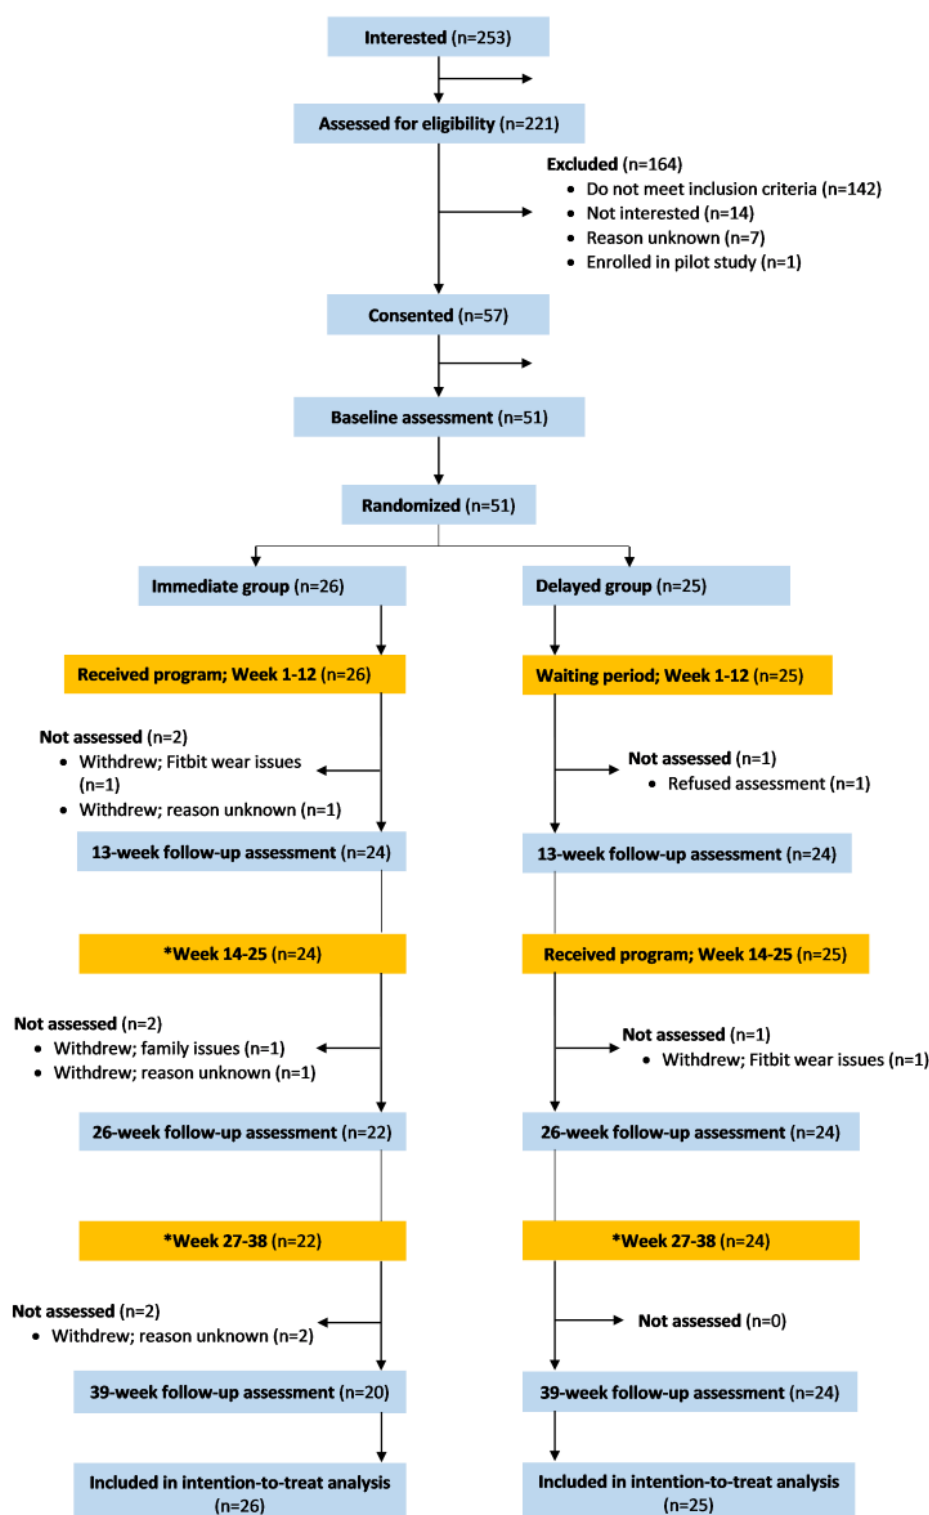 Interested (n=253)
Assessed for eligibility (n=221)
Excluded (n=164)
• Do not meet inclusion criteria (n=142)
• Not interested (n=14)
• Reason unknown (n=7)
• Enrolled in pilot study (n=1)
Consented (n=57)
Baseline assessment (n=51)
Randomized (n=51)
Immediate group (n=26)
Delayed group (n=25)
Received program; Week 1-12 (n=26)
Waiting period; Week 1-12 (n=25)
Not assessed (n=2)
• Withdrew; Fitbit wear issues
(n=1)
• Withdrew; reason unknown (n=1)
Not assessed (n=1)
• Refused assessment (n=1)
13-week follow-up assessment (n=24)
13-week follow-up assessment (n=24)
*Week 14-25 (n=24)
Received program; Week 14-25 (n=25)
Not assessed (n=2)
• Withdrew; family issues (n=1)
• Withdrew; reason unknown (n=1)
Not assessed (n=1)
• Withdrew; Fitbit wear issues (n=1)
26-week follow-up assessment (n=22)
26-week follow-up assessment (n=24)
*Week 27-38 (n=22)
*Week 27-38 (n=24)
Not assessed (n=2)
• Withdrew; reason unknown (n=2)
Not assessed (n=0)
39-week follow-up assessment (n=20)
39-week follow-up assessment (n=24)
Included in intention-to-treat analysis
(n=26)
Included in intention-to-treat analysis
(n=25)